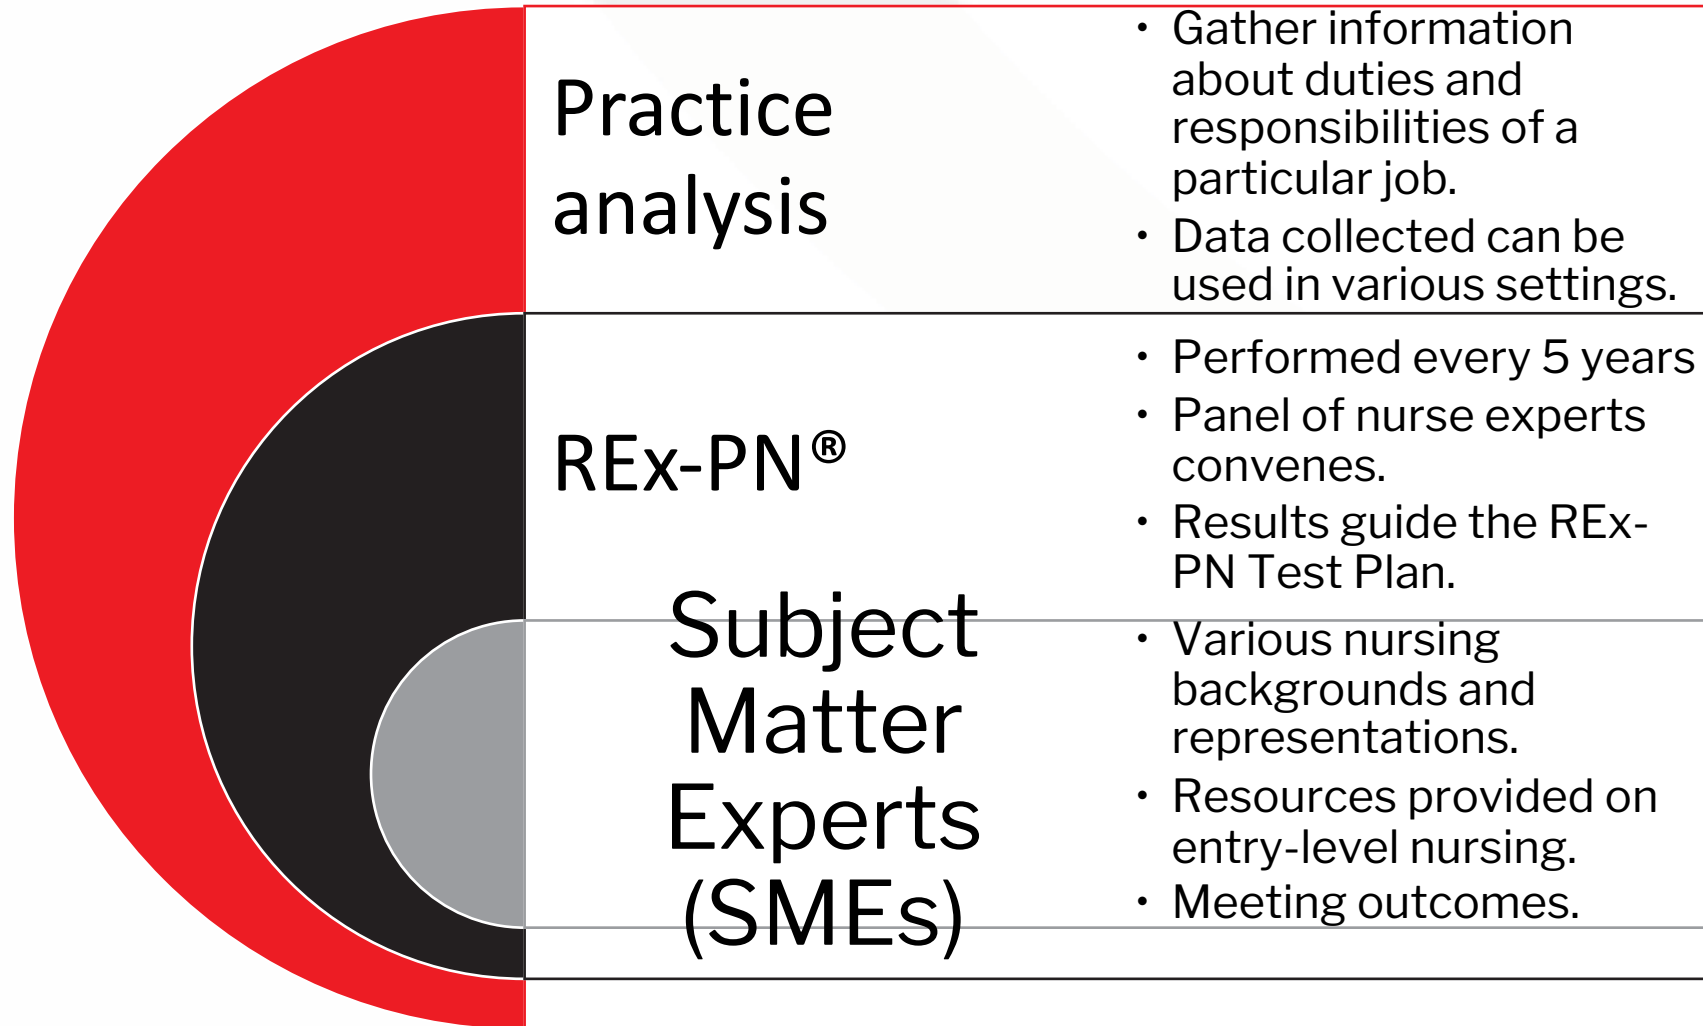 Practice
analysis
• Gather information
about duties and
responsibilities of a
particular job.
• Data collected can be
used in various settings.
REx-PN®
• Performed every 5 years
• Panel of nurse experts
convenes.
• Results guide the REx-
PN Test Plan.
Subject
Matter
Experts
(SMEs)
• Various nursing
backgrounds and
representations.
• Resources provided on
entry-level nursing.
• Meeting outcomes.